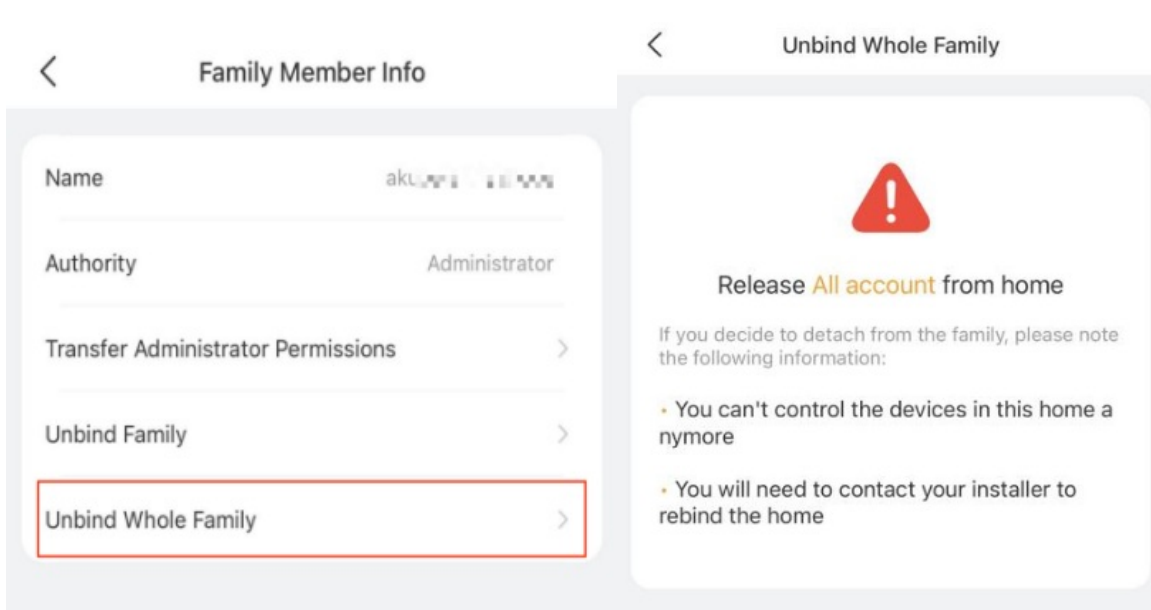 Family Member Info
Name
Authority
Administrator
Transfer Administrator Permissions
Unbind Family
Unbind Whole Family
Unbind Whole Family
Release All account from home
If you decide to detach from the family, please note
the following information:
• You can't control the devices in this home a
nymore
• You will need to contact your installer to
rebind the home